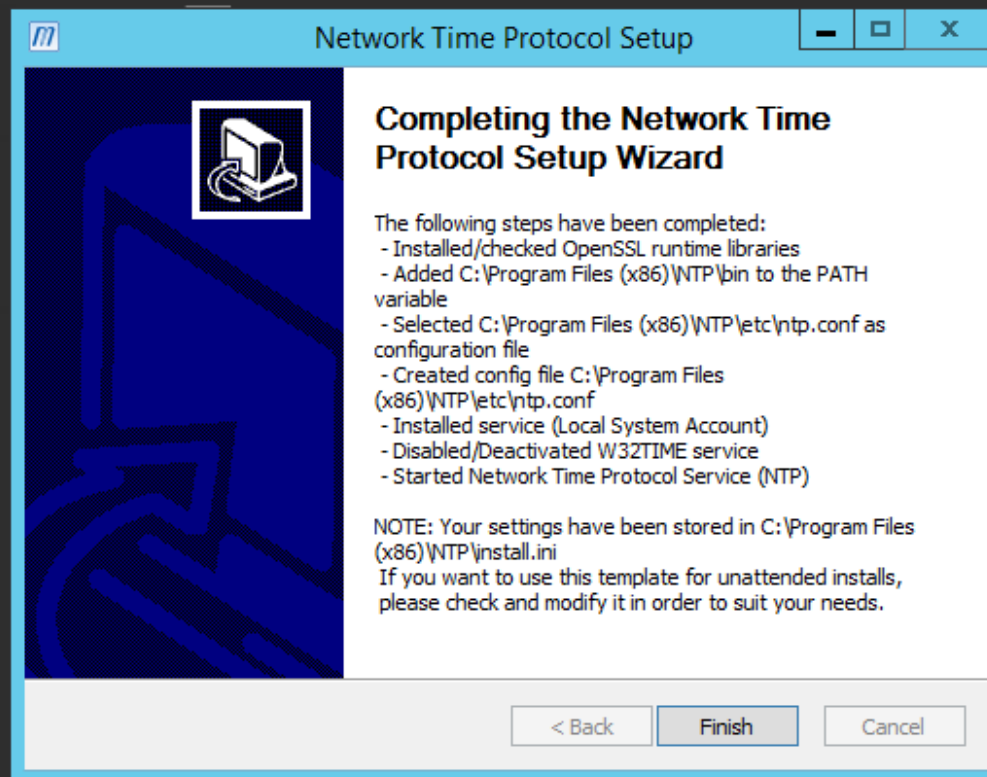 m
Network Time Protocol Setup
x
Completing the Network Time
Protocol Setup Wizard
The following steps have been completed:
- Installed/checked OpenSSL runtime libraries
- Added C:\Program Files (x86)\NTP\bin to the PATH
variable
- Selected C:\Program Files (x86)\NTP\etc\ntp.conf as
configuration file
- Created config file C:\Program Files
(x86)\NTP\etc\ntp.conf
- Installed service (Local System Account)
- Disabled/Deactivated W32TIME service
- Started Network Time Protocol Service (NTP)
NOTE: Your settings have been stored in C:\Program Files
(x86)\NTP\install.ini
If you want to use this template for unattended installs,
please check and modify it in order to suit your needs.
< Back Finish Cancel